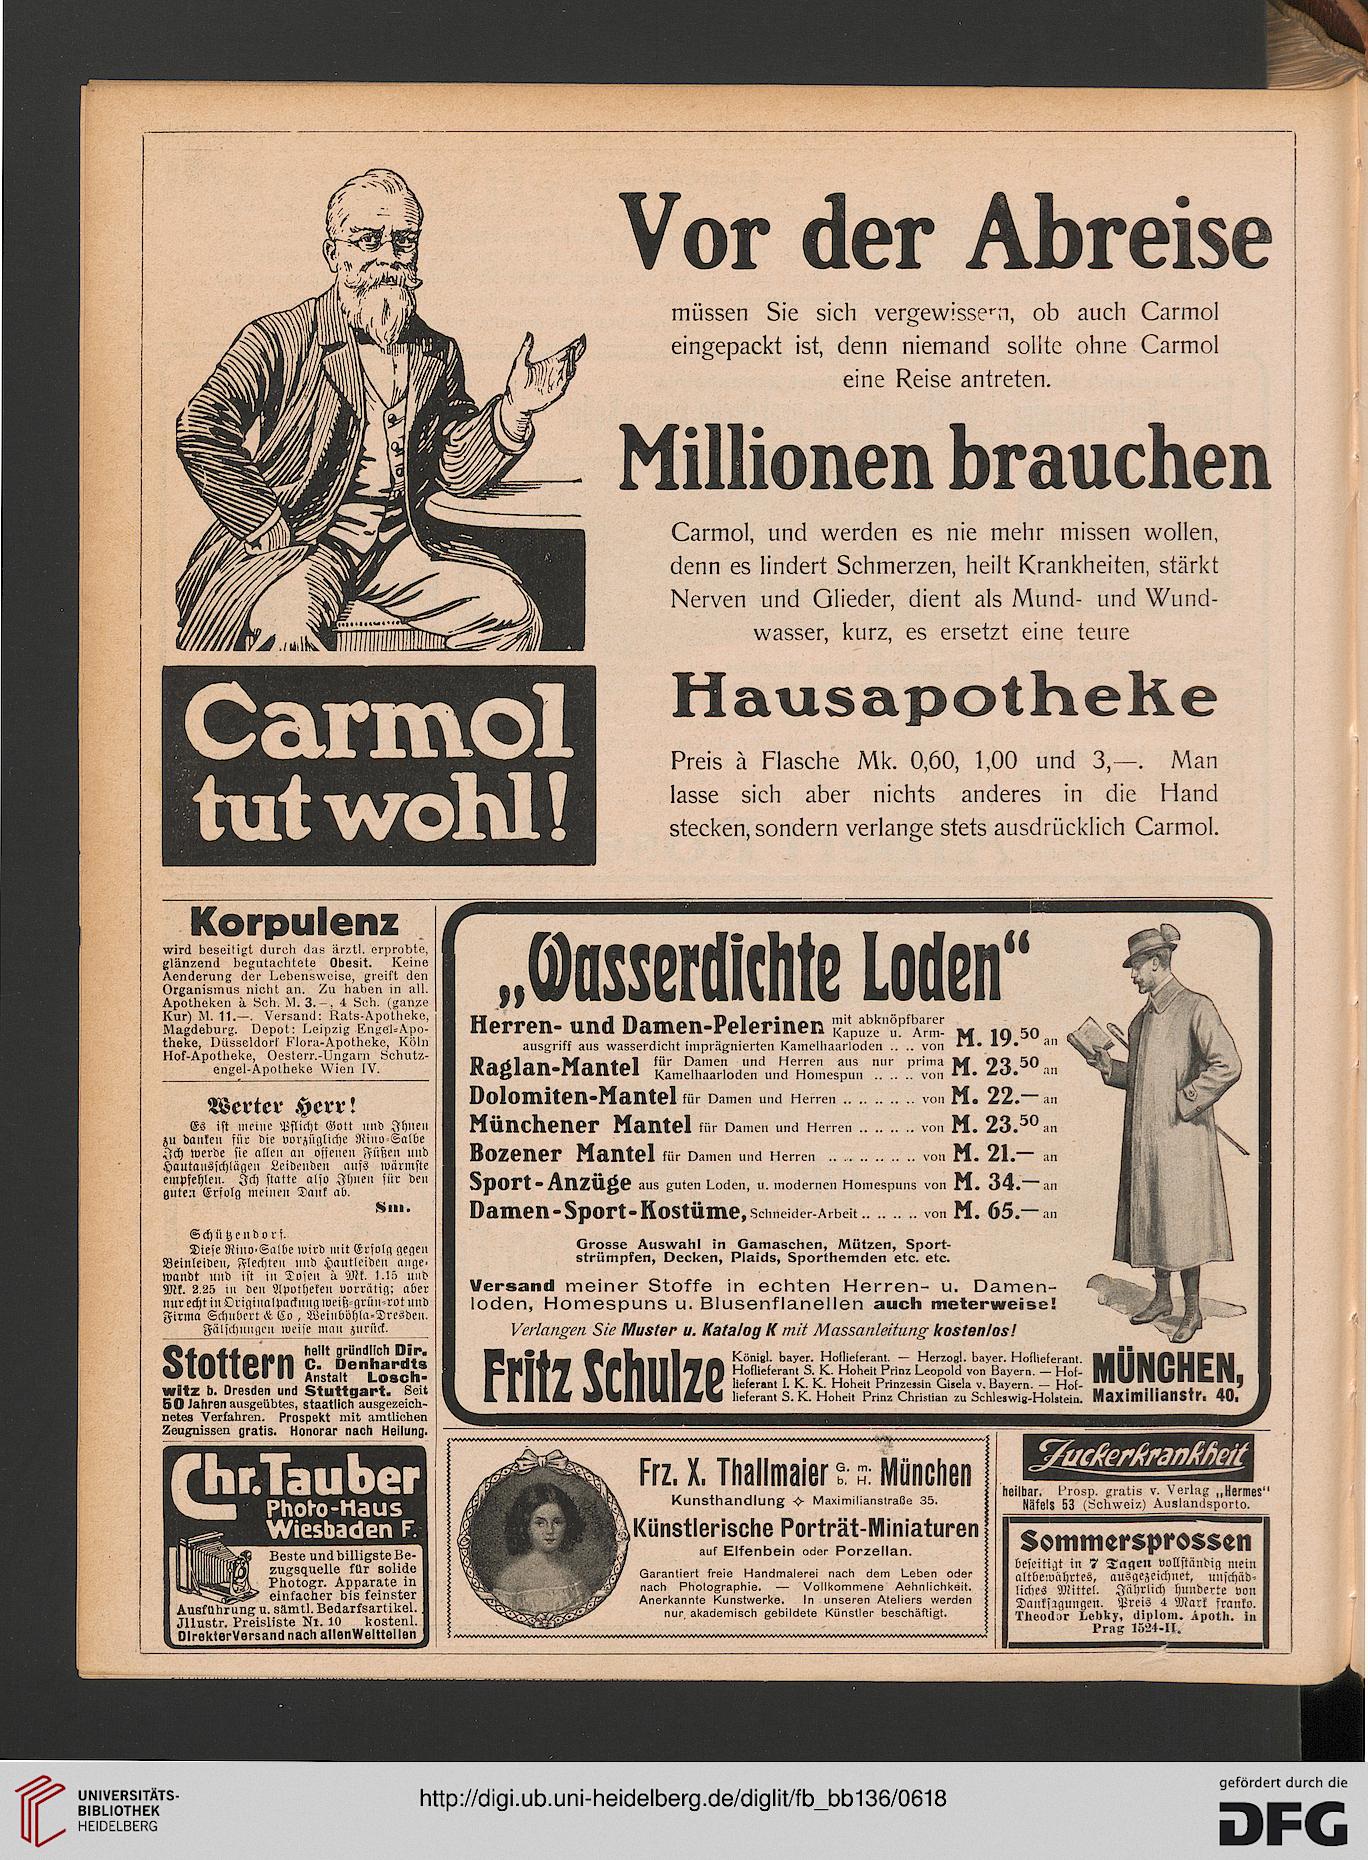 Vor der Abreise
müssen Sie sich vergewissern, ob auch Carmol
eingepackt ist, denn niemand sollte ohne Carmol
eine Reise antreten.
Millionen brauchen
Carmol, und werden es nie mehr missen wollen,
denn es lindert Schmerzen, heilt Krankheiten, stärkt
Nerven und Glieder, dient als Mund- und Wund-
wasser, kurz, es ersetzt eine teure
Hausapotheke
Preis à Flasche Mk. 0,60, 1,00 und 3,—. Man
lasse sich aber nichts anderes in die Hand
stecken, sondern verlange stets ausdrücklich Carmol.
Carmol
tut wohl!
Korpulenz
wird beseitigt durch das ärztl. erprobte,
glänzend begutachtete Obesit. Keine
Aenderung der Lebensweise, greift den
Organismus nicht an. Zu haben in all.
Apotheken à Sch. M. 3.–, 4 Sch. (ganze
Kur) M. 11.—. Versand: Rats-Apotheke,
Magdeburg. Depot: Leipzig Engel-Apo-
theke, Düsseldorf Flora-Apotheke, Köln
Hof-Apotheke, Oesterr.-Ungarn Schutz-
engel-Apotheke Wien IV.
Werter Herr!
Es ist meine Pflicht Gott und Ihnen
zu danken für die vorzügliche Rino-Salbe
Ich werde sie allen an offenen Füßen und
Hautausschlägen Leidenden aufs wärmste
empfehlen. Ich statte also Ihnen für den
guten Erfolg meinen Dank ab.
Sm.
Schützendorf.
Diese Rino-Salbe wird mit Erfolg gegen
Beinleiden, Flechten und Hautleiden ange-
wandt und ist in Dosen à Mk. 1.15 und
Mk. 2.25 in den Apotheken vorrätig; aber
nur echt in Originalpackung weiß-grün-rot und
Firma Schubert & Co, Weinböhla-Dresden.
Fälschungen weise man zurück.
Stottern heilt gründlich Dir.
C. Denhardts
Anstalt Losch-
witz b. Dresden und Stuttgart. Seit
50 Jahren ausgeübtes, staatlich ausgezeich-
netes Verfahren. Prospekt mit amtlichen
Zeugnissen gratis. Honorar nach Heilung.
Chr. Tauber
Photo-Haus
Wiesbaden F.
Beste und billigste Be-
zugsquelle für solide
Photogr. Apparate in
einfacher bis feinster
Ausführung u. sämtl. Bedarfsartikel.
Jllustr. Preisliste Nr. 10 kostenl.
Direkter Versand nach allen Weltteilen
„Wasserdichte Loden“
Herren- und Damen-Pelerinen mit abknöpfbarer
Kapuze u. Arm-
ausgriff aus wasserdicht imprägnierten Kamelhaarloden .. .. von M. 19.50 an
Raglan-Mantel für Damen und Herren aus nur prima
Kamelhaarloden und Homespun .. .. .. von M. 23.50 an
Dolomiten-Mantel für Damen und Herren .. .. .. .. .. von M. 22.— an
Münchener Mantel für Damen und Herren .. .. .. .. von M. 23.50 an
Bozener Mantel für Damen und Herren .. .. .. .. .. .. von M. 21.— an
Sport-Anzüge aus guten Loden, u. modernen Homespuns von M. 34.— an
Damen-Sport-Kostüme, Schneider-Arbeit .. .. .. .. von M. 65.— an
Grosse Auswahl in Gamaschen, Mützen, Sport-
strümpfen, Decken, Plaids, Sporthemden etc. etc.
Versand meiner Stoffe in echten Herren- u. Damen-
loden, Homespuns u. Blusenflanellen auch meterweise!
Verlangen Sie Muster u. Katalog K mit Massanleitung kostenlos!
Fritz Schulze
Königl. bayer. Hoflieferant. — Herzogl. bayer. Hoflieferant.
Hoflieferant S. K. Hoheit Prinz Leopold von Bayern. — Hof-
lieferant I. K. K. Hoheit Prinzessin Gisela v. Bayern. — Hof-
lieferant S. K. Hoheit Prinz Christian zu Schleswig-Holstein.
MÜNCHEN,
Maximilianstr. 40.
Frz. X. Thallmaier G. m. b. H. München
Kunsthandlung Maximilianstraße 35.
Künstlerische Porträt-Miniaturen
auf Elfenbein oder Porzellan.
Garantiert freie Handmalerei nach dem Leben oder
nach Photographie. — Vollkommene Aehnlichkeit.
Anerkannte Kunstwerke. In unseren Ateliers werden
nur akademisch gebildete Künstler beschäftigt.
Zuckerkrankheit
heilbar. Prosp. gratis v. Verlag „Hermes“
Näfels 53 (Schweiz) Auslandsporto.
Sommersprossen
beseitigt in 7 Tagen vollständig mein
altbewährtes, ausgezeichnet, unschäd-
liches Mittel. Jährlich hunderte von
Danksagungen. Preis 4 Mark franko.
Theodor Lebky, diplom. Apoth. in
Prag 1524-II.
UNIVERSITÄTS-
BIBLIOTHEK
HEIDELBERG
http://digi.ub.uni-heidelberg.de/diglit/fb_bb136/0618
gefördert durch die
DFG